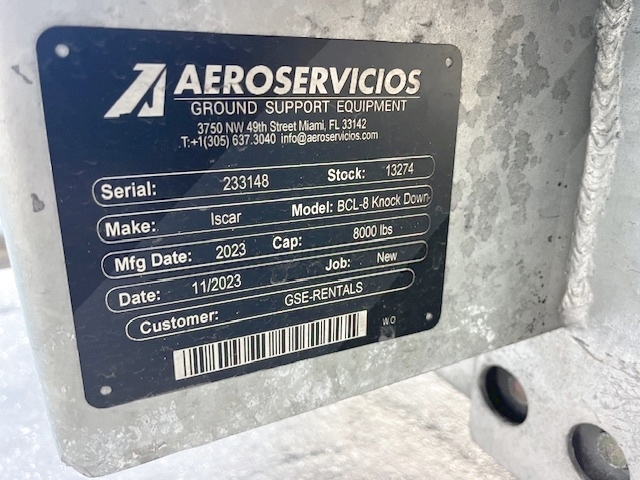 AEROSERVICIOS
GROUND SUPPORT EQUIPMENT
3750 NW 49th Street Miami, FL 33142
T:+1(305) 637.3040 info@aeroservicios.com
Serial: 233148 Stock: 13274
Make: Iscar Model: BCL-8 Knock Down
Mfg Date: 2023 Cap: 8000 lbs
Date: 11/2023 Job: New
Customer: GSE-RENTALS
WO